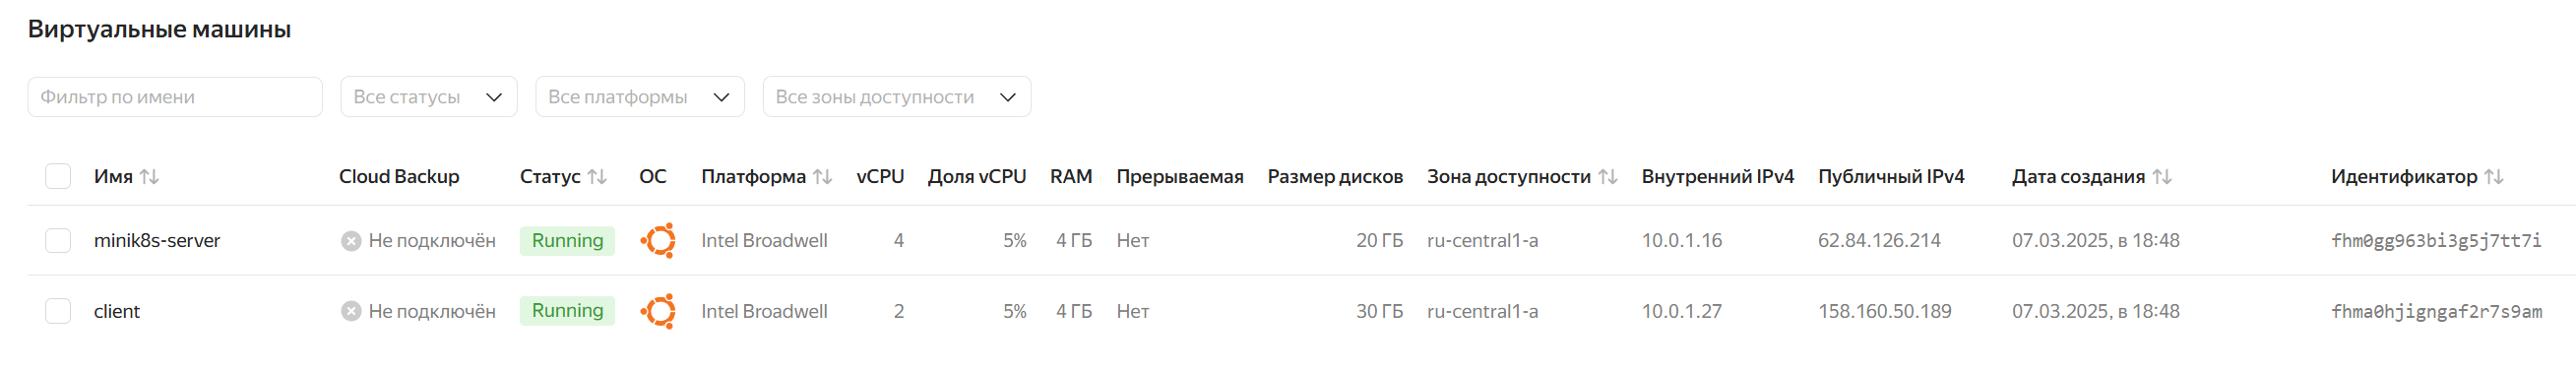 Виртуальные машины
Фильтр по имени Все статусы Все платформы Все зоны доступности
Имя Cloud Backup Статус ОС Платформа vCPU Доля vCPU RAM Прерываемая Размер дисков Зона доступности Внутренний IPv4 Публичный IPv4 Дата создания Идентификатор
minik8s-server Не подключён Running Intel Broadwell 4 5% 4 ГБ Нет 20 ГБ ru-central1-a 10.0.1.16 62.84.126.214 07.03.2025, в 18:48 fhm0gg963bi3g5j7tt7i
client Не подключён Running Intel Broadwell 2 5% 4 ГБ Нет 30 ГБ ru-central1-a 10.0.1.27 158.160.50.189 07.03.2025, в 18:48 fhma0hjigngaf2r7s9am